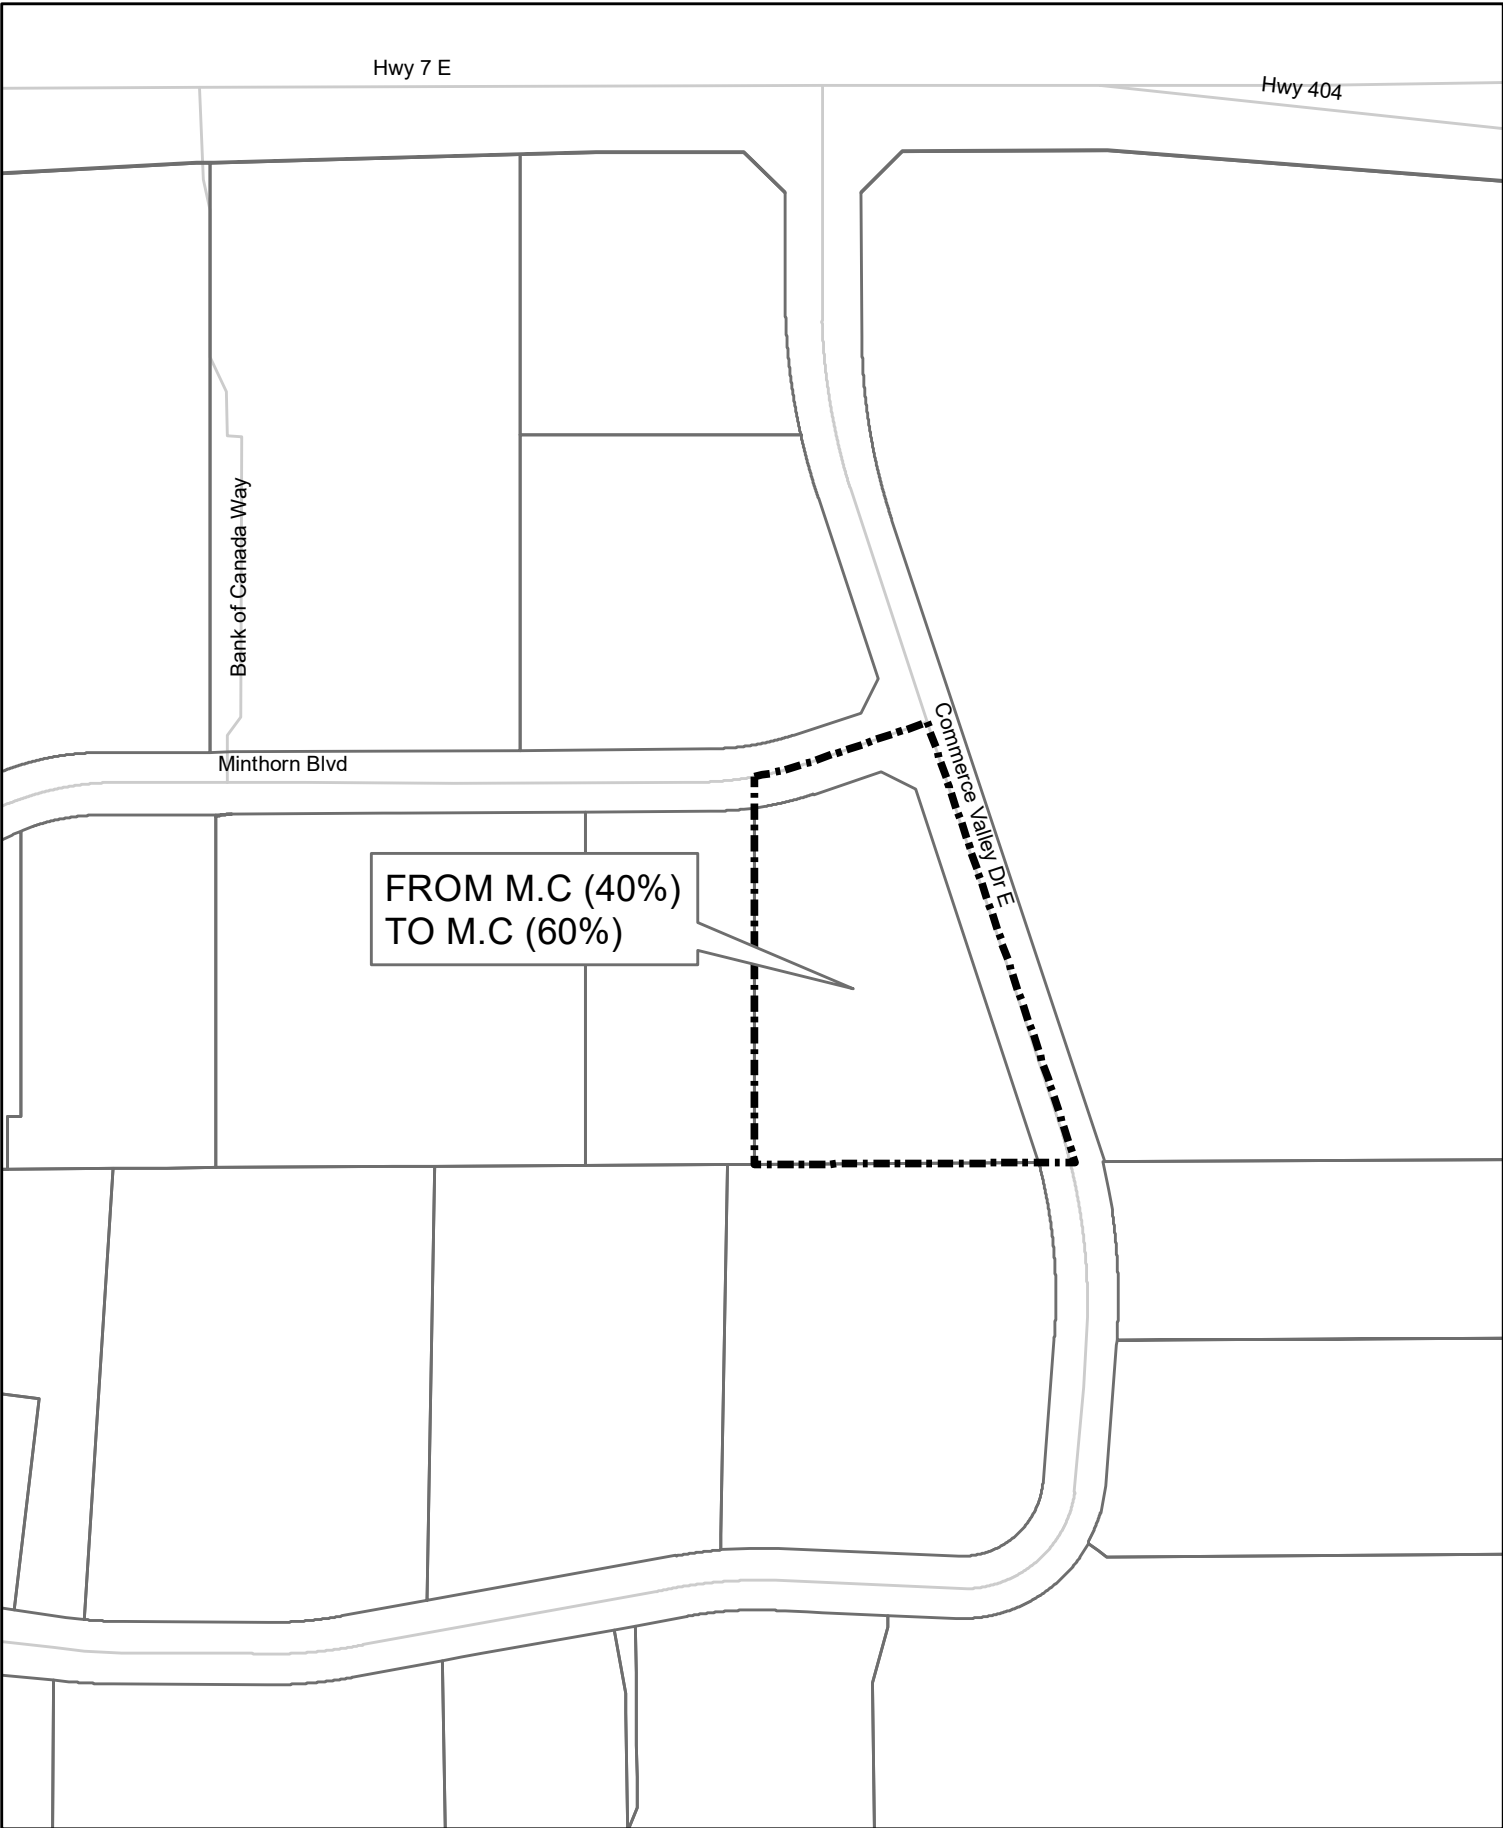 Hwy 7 E
Hwy 404
Bank of Canada Way
Commerce Valley Dr E
Minthorn Blvd
FROM M.C (40%)
TO M.C (60%)